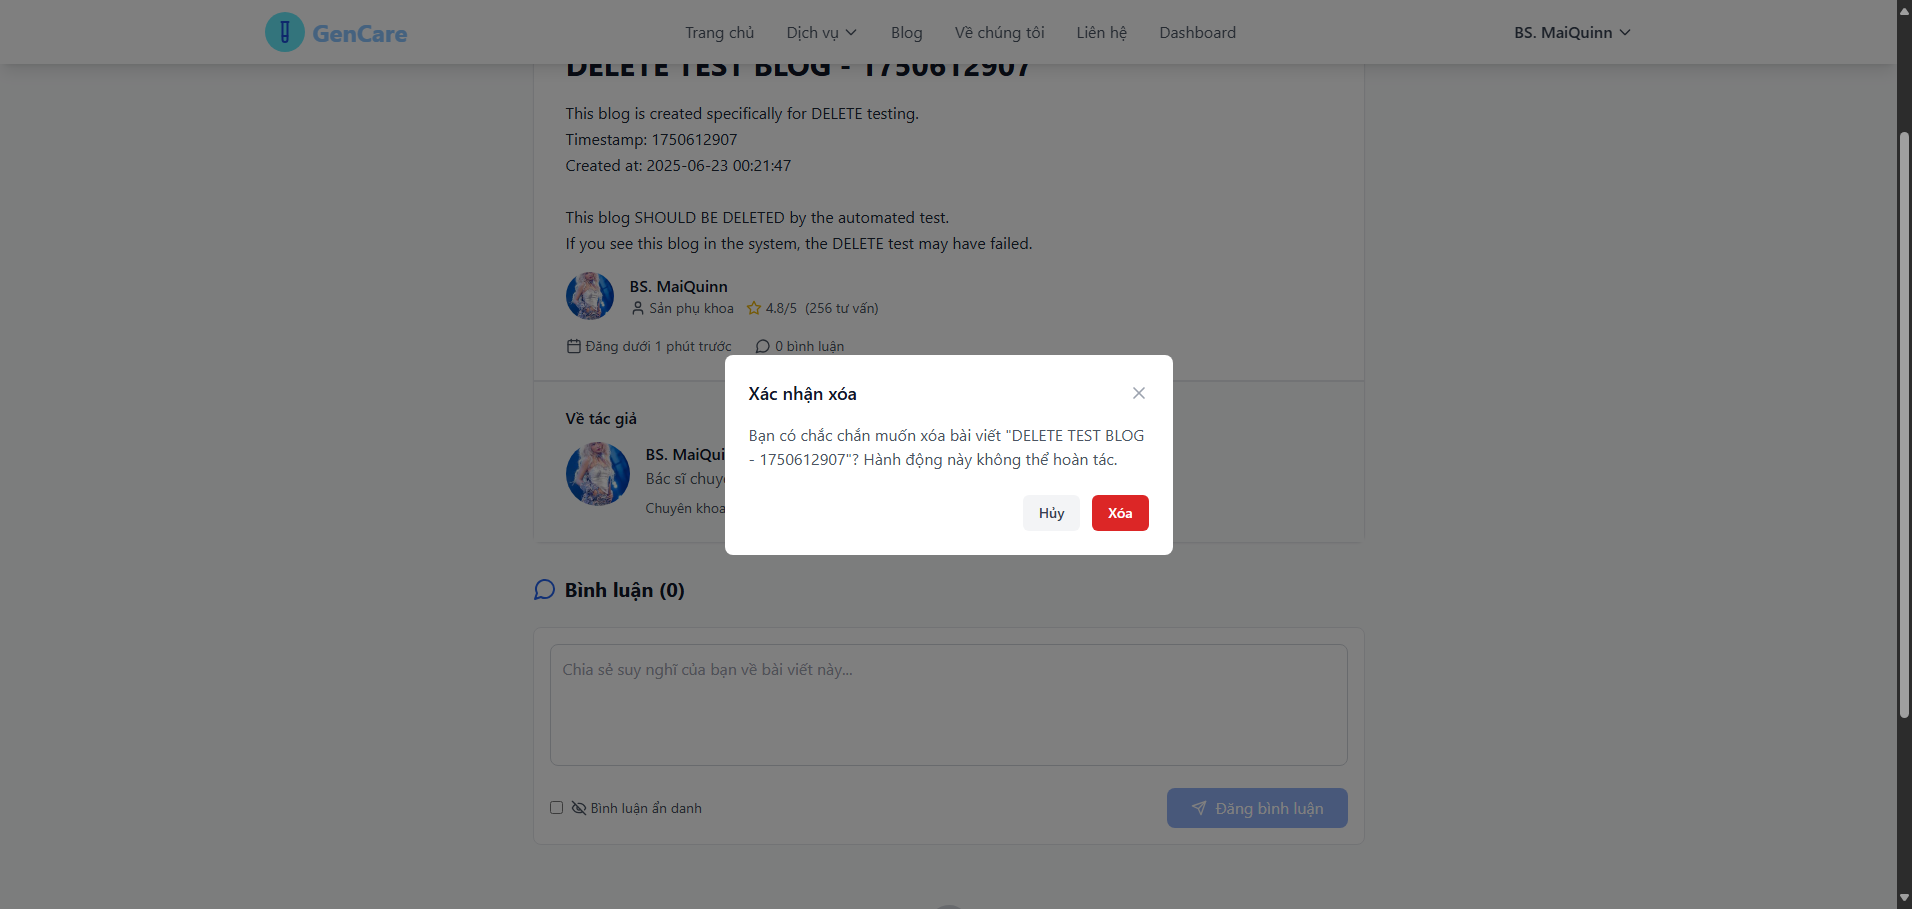 GenCare
Trang chủ
Dịch vụ
Blog
Về chúng tôi
Liên hệ
Dashboard
BS. MaiQuinn
DELETE TEST BLOG - 1750612907
This blog is created specifically for DELETE testing.
Timestamp: 1750612907
Created at: 2025-06-23 00:21:47
This blog SHOULD BE DELETED by the automated test.
If you see this blog in the system, the DELETE test may have failed.
BS. MaiQuinn
Sản phụ khoa 4.8/5 (256 tư vấn)
Đăng dưới 1 phút trước 0 bình luận
Xác nhận xóa
Bạn có chắc chắn muốn xóa bài viết "DELETE TEST BLOG
- 1750612907"? Hành động này không thể hoàn tác.
Hủy
Xóa
Về tác giả
BS. MaiQui
Bác sĩ chuy
Chuyên khoa
Bình luận (0)
Chia sẻ suy nghĩ của bạn về bài viết này...
Bình luận ẩn danh
Đăng bình luận